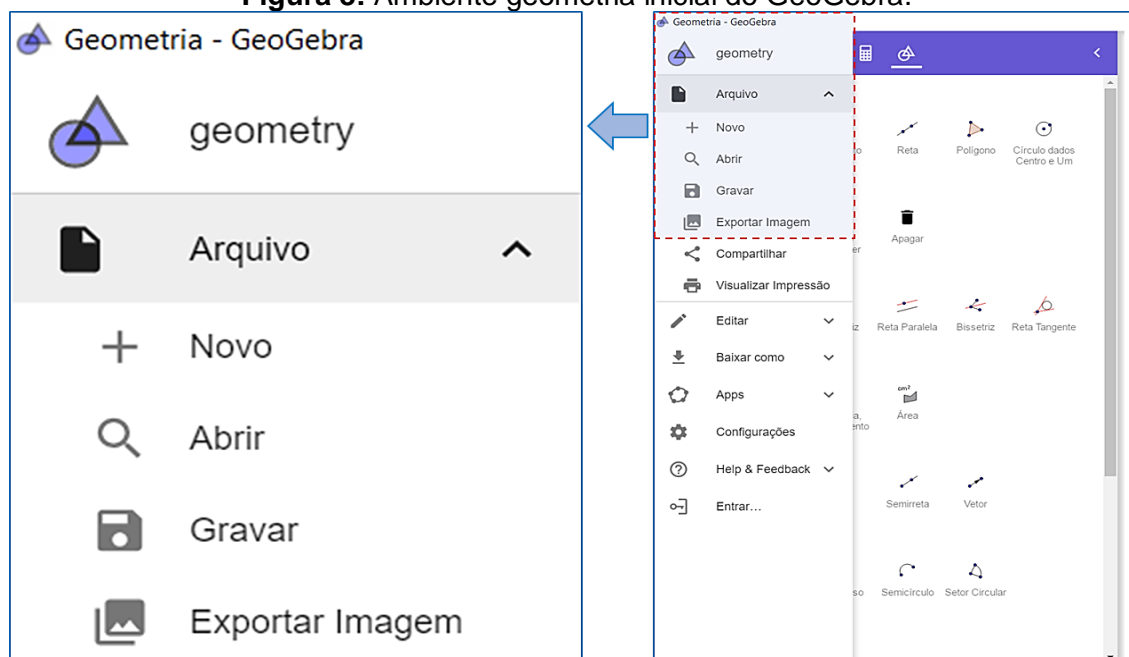 Figura 3. Ambiente geometria inicial do GeoGebra.
Geometria - GeoGebra
geometry
Arquivo
Novo
Abrir
Gravar
Exportar Imagem
Geometria - GeoGebra
geometry
Arquivo
Novo
Abrir
Gravar
Exportar Imagem
Compartilhar
Visualizar Impressão
Editar
Baixar como
Apps
Configurações
Help & Feedback
Entrar...
Reta
Polígono
Círculo dados
Centro e Um
Apagar
Reta Paralela
Bissetriz
Reta Tangente
cm²
Área
Semirreta
Vetor
Semicírculo
Setor Circular